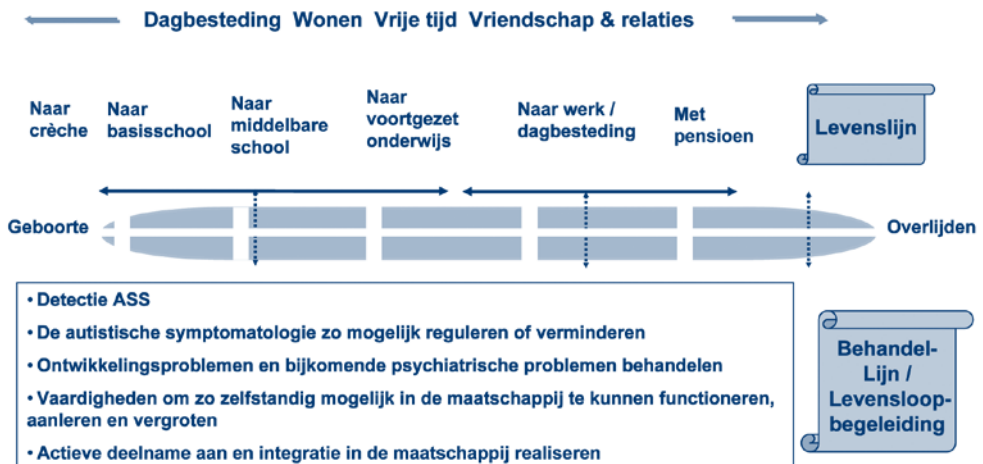 Dagbesteding Wonen Vrije tijd Vriendschap & relaties
Naar
crèche
Naar
basisschool
Naar
middelbare
school
Naar
voortgezet
onderwijs
Naar werk /
dagbesteding
Met
pensioen
Levenslijn
Geboorte
Overlijden
• Detectie ASS
• De autistische symptomatologie zo mogelijk reguleren of verminderen
• Ontwikkelingsproblemen en bijkomende psychiatrische problemen behandelen
• Vaardigheden om zo zelfstandig mogelijk in de maatschappij te kunnen functioneren,
aanleren en vergroten
• Actieve deelname aan en integratie in de maatschappij realiseren
Behandel-
Lijn /
Levensloop-
begeleiding